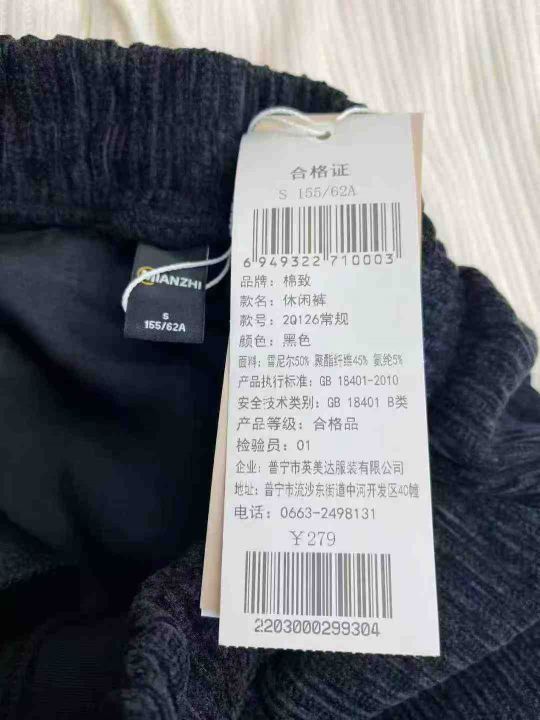 合格证
S 155/62A
6 949322 710003
品牌：棉致
款名：休闲裤
款号：2Q126常规
颜色：黑色
面料：雪尼尔50% 聚酯纤维45% 氨纶5%
产品执行标准：GB 18401-2010
安全技术类别：GB 18401 B类
产品等级：合格品
检验员：01
企业：普宁市英美达服装有限公司
地址：普宁市流沙东街道中河开发区40幢
电话：0663-2498131
￥279
2203000299304
MIANZHI
S
155/62A